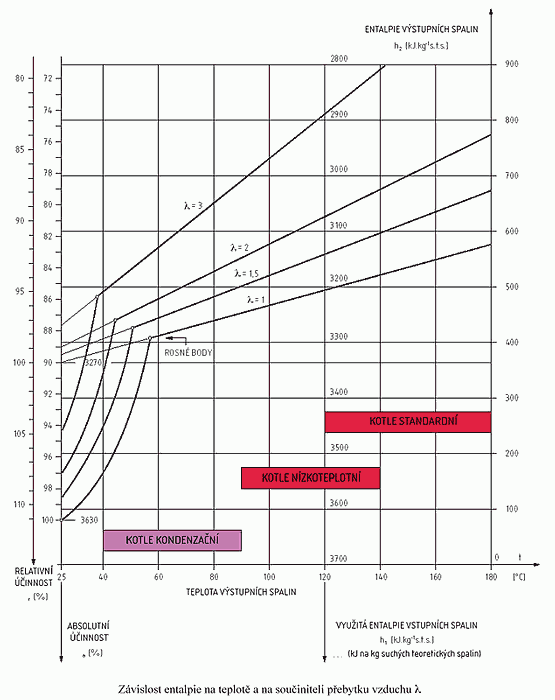 ENTALPIE VÝSTUPNÍCH SPALIN
h₂ (kJ.kg⁻¹s.t.s.)
80 72 2800 900
74
85 76 2900 800
78
3000 700
80
λ = 3
82
90 3100 600
λ = 2
84
λ = 1,5
3200
95 86 λ = 1 500
88
3300 400
ROSNÉ BODY
100 90 3270
92
3400 300
KOTLE STANDARDNÍ
105 94
96 3500 200
KOTLE NÍZKOTEPLOTNÍ
98
110 3600 100
100 3630
KOTLE KONDENZAČNÍ
3700 0 t
RELATIVNÍ
ÚČINNOST
r (%)
25 40 60 80 100 120 140 160 180 [°C]
TEPLOTA VÝSTUPNÍCH SPALIN
ABSOLUTNÍ
ÚČINNOST
a (%)
VYUŽITÁ ENTALPIE VSTUPNÍCH SPALIN
h₁ (kJ.kg⁻¹s.t.s.)
... (kJ na kg suchých teoretických spalin)
Závislost entalpie na teplotě a na součiniteli přebytku vzduchu λ